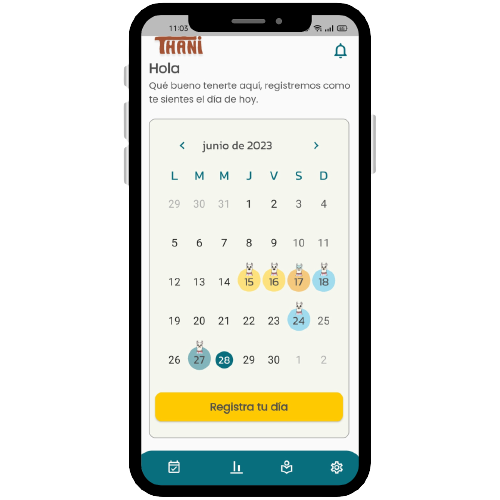 11:03
THANI
Hola
Qué bueno tenerte aquí, registremos como
te sientes el día de hoy.
junio de 2023
L M M J V S D
29 30 31 1 2 3 4
5 6 7 8 9 10 11
12 13 14 15 16 17 18
19 20 21 22 23 24 25
26 27 28 29 30 1 2
Registra tu día